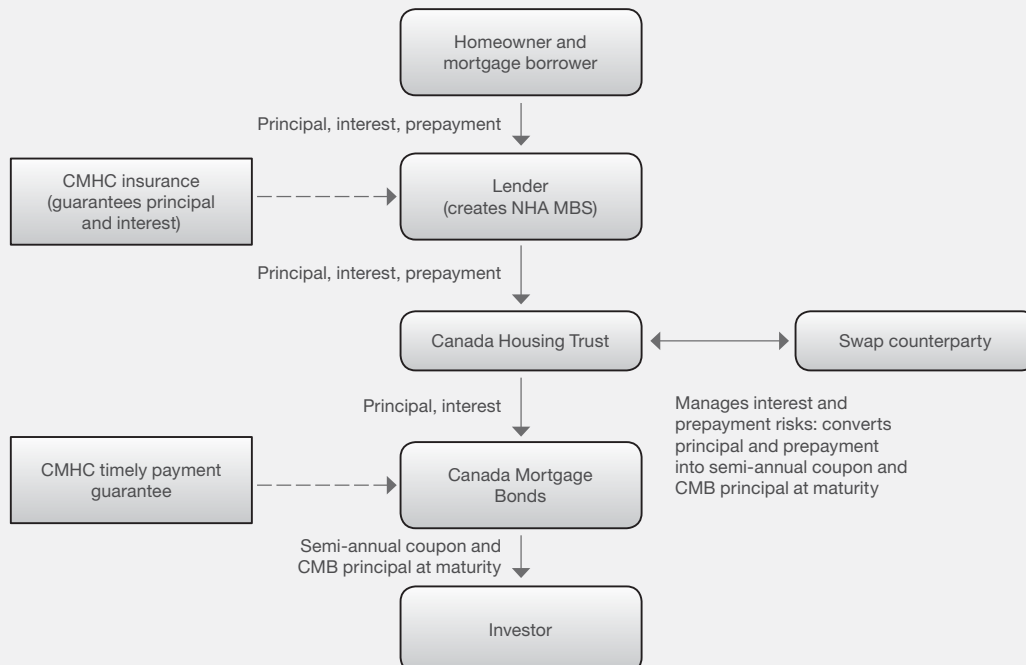 Homeowner and
mortgage borrower
Principal, interest, prepayment
CMHC insurance
(guarantees principal
and interest)
Lender
(creates NHA MBS)
Principal, interest, prepayment
Canada Housing Trust
Swap counterparty
Principal, interest
Manages interest and
prepayment risks: converts
principal and prepayment
into semi-annual coupon and
CMB principal at maturity
CMHC timely payment
guarantee
Canada Mortgage
Bonds
Semi-annual coupon and
CMB principal at maturity
Investor